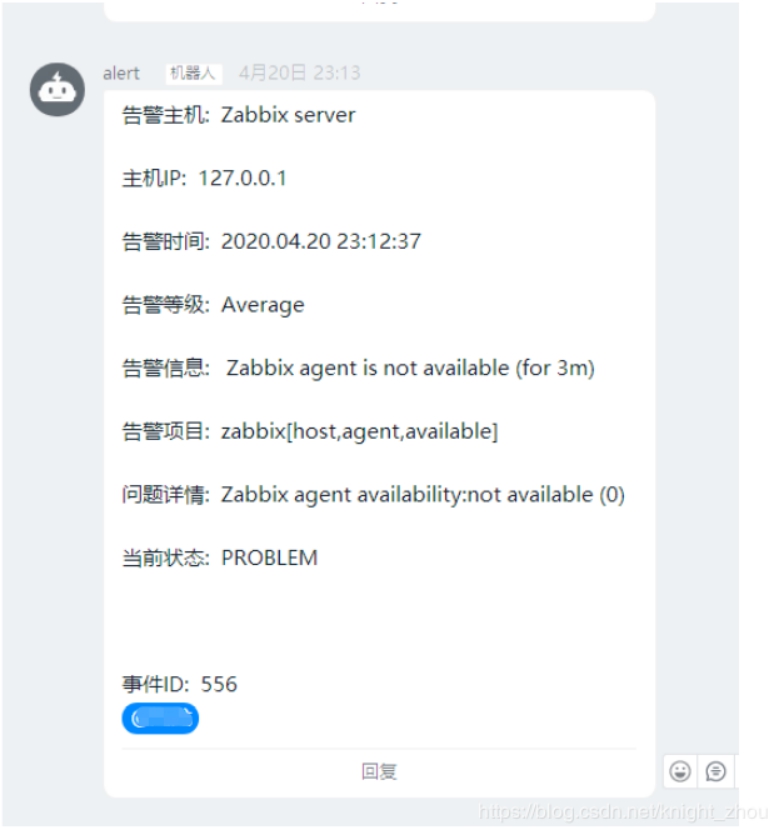 alert 机器人 4月20日 23:13
告警主机: Zabbix server
主机IP: 127.0.0.1
告警时间: 2020.04.20 23:12:37
告警等级: Average
告警信息: Zabbix agent is not available (for 3m)
告警项目: zabbix[host,agent,available]
问题详情: Zabbix agent availability:not available (0)
当前状态: PROBLEM
事件ID: 556
回复
https://blog.csdn.net/knight_zhou